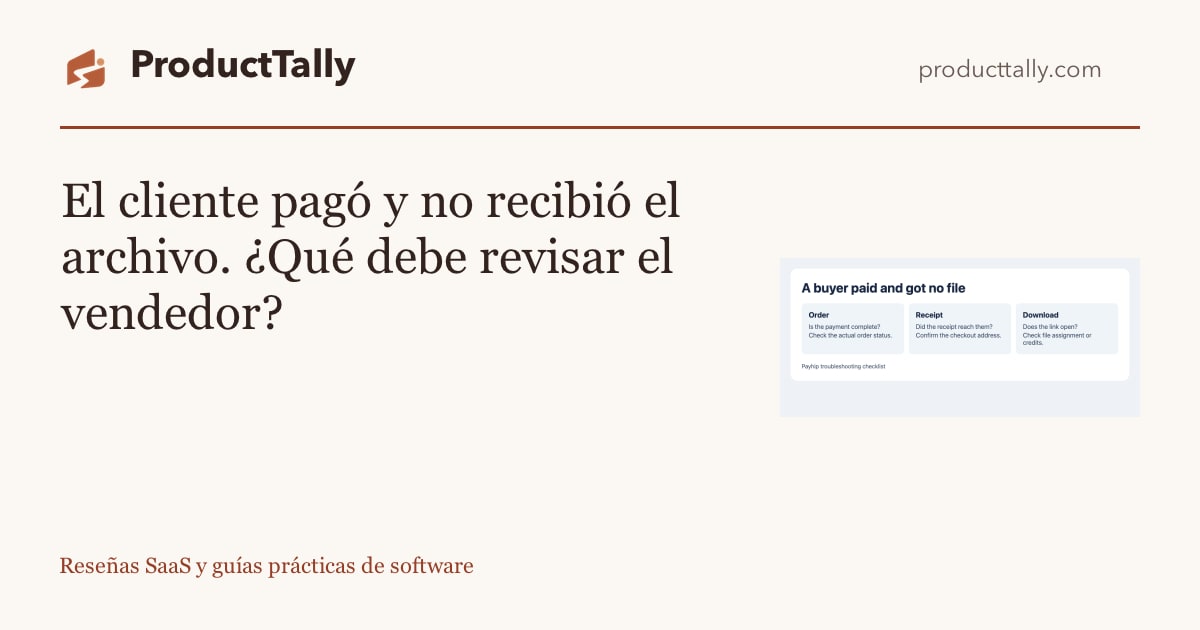 ProductTally
producttally.com
El cliente pagó y no recibió el
archivo. ¿Qué debe revisar el
vendedor?
A buyer paid and got no file
Order
Is the payment complete?
Check the actual order status.
Receipt
Did the receipt reach them?
Confirm the checkout address.
Download
Does the link open?
Check file assignment or
credits.
Payhip troubleshooting checklist
Reseñas SaaS y guías prácticas de software